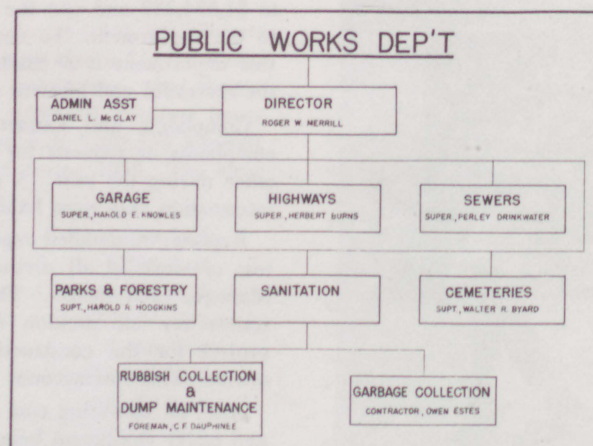 PUBLIC WORKS DEP'T
ADMIN ASST
DANIEL L. McCLAY
DIRECTOR
ROGER W MERRILL
GARAGE
SUPER, HAROLD E. KNOWLES
HIGHWAYS
SUPER, HERBERT BURNS
SEWERS
SUPER, PERLEY DRINKWATER
PARKS & FORESTRY
SUPT., HAROLD R HODGKINS
SANITATION
CEMETERIES
SUPT, WALTER R. BYARD
RUBBISH COLLECTION
&
DUMP MAINTENANCE
FOREMAN, C.F. DAUPHINEE
GARBAGE COLLECTION
CONTRACTOR, OWEN ESTES